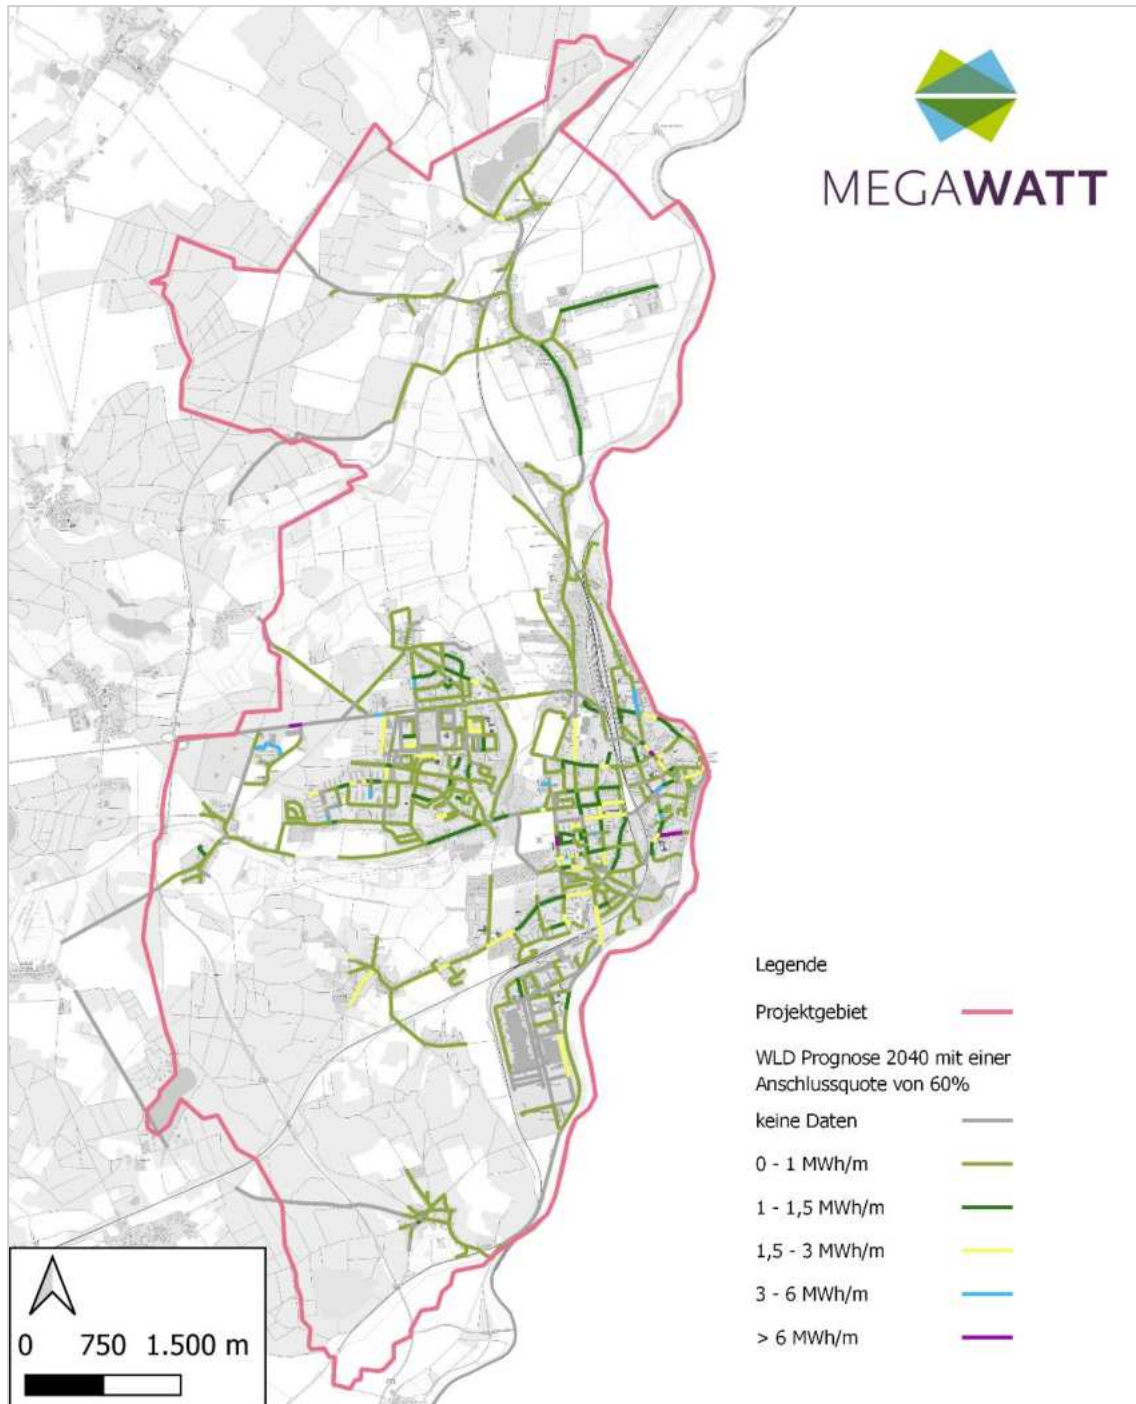 MEGAWATT
Legende
Projektgebiet
WLD Prognose 2040 mit einer
Anschlussquote von 60%
keine Daten
0 - 1 MWh/m
1 - 1,5 MWh/m
1,5 - 3 MWh/m
3 - 6 MWh/m
> 6 MWh/m
0 750 1.500 m